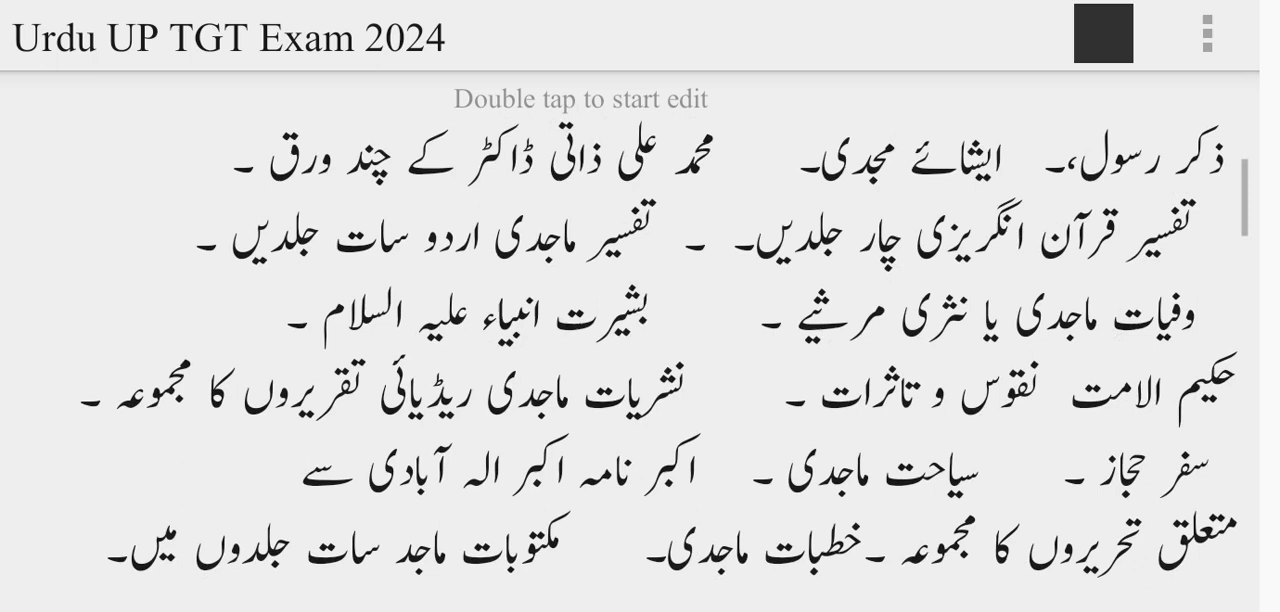 Urdu UP TGT Exam 2024
Double tap to start edit
ذکر رسول،۔ ایشائے مجدی۔ محمد علی ذاتی ڈاکٹر کے چند ورق ۔
تفسیر قرآن انگریزی چار جلدیں۔ ۔ تفسیر ماجدی اردو سات جلدیں ۔
وفیات ماجدی یا نثری مرثیے ۔ بشیرت انبیاء علیہ السلام ۔
حکیم الامت نقوس و تاثرات ۔ نشریات ماجدی ریڈیائی تقریروں کا مجموعہ ۔
سفر حجاز ۔ سیاحت ماجدی ۔ اکبر نامہ اکبر الہ آبادی سے
متعلق تحریروں کا مجموعہ ۔خطبات ماجدی۔ مکتوبات ماجد سات جلدوں میں۔